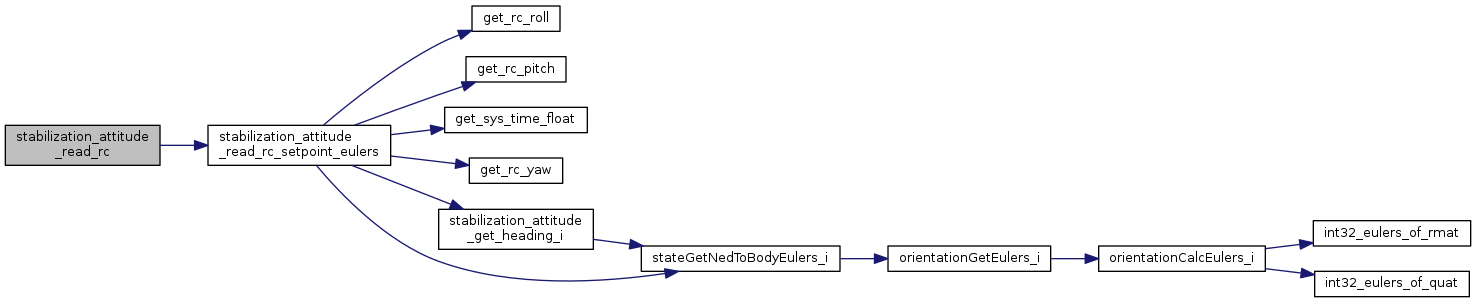 stabilization_attitude
_read_rc
stabilization_attitude
_read_rc_setpoint_eulers
get_rc_roll
get_rc_pitch
get_sys_time_float
get_rc_yaw
stabilization_attitude
_get_heading_i
stateGetNedToBodyEulers_i
orientationGetEulers_i
orientationCalcEulers_i
int32_eulers_of_rmat
int32_eulers_of_quat